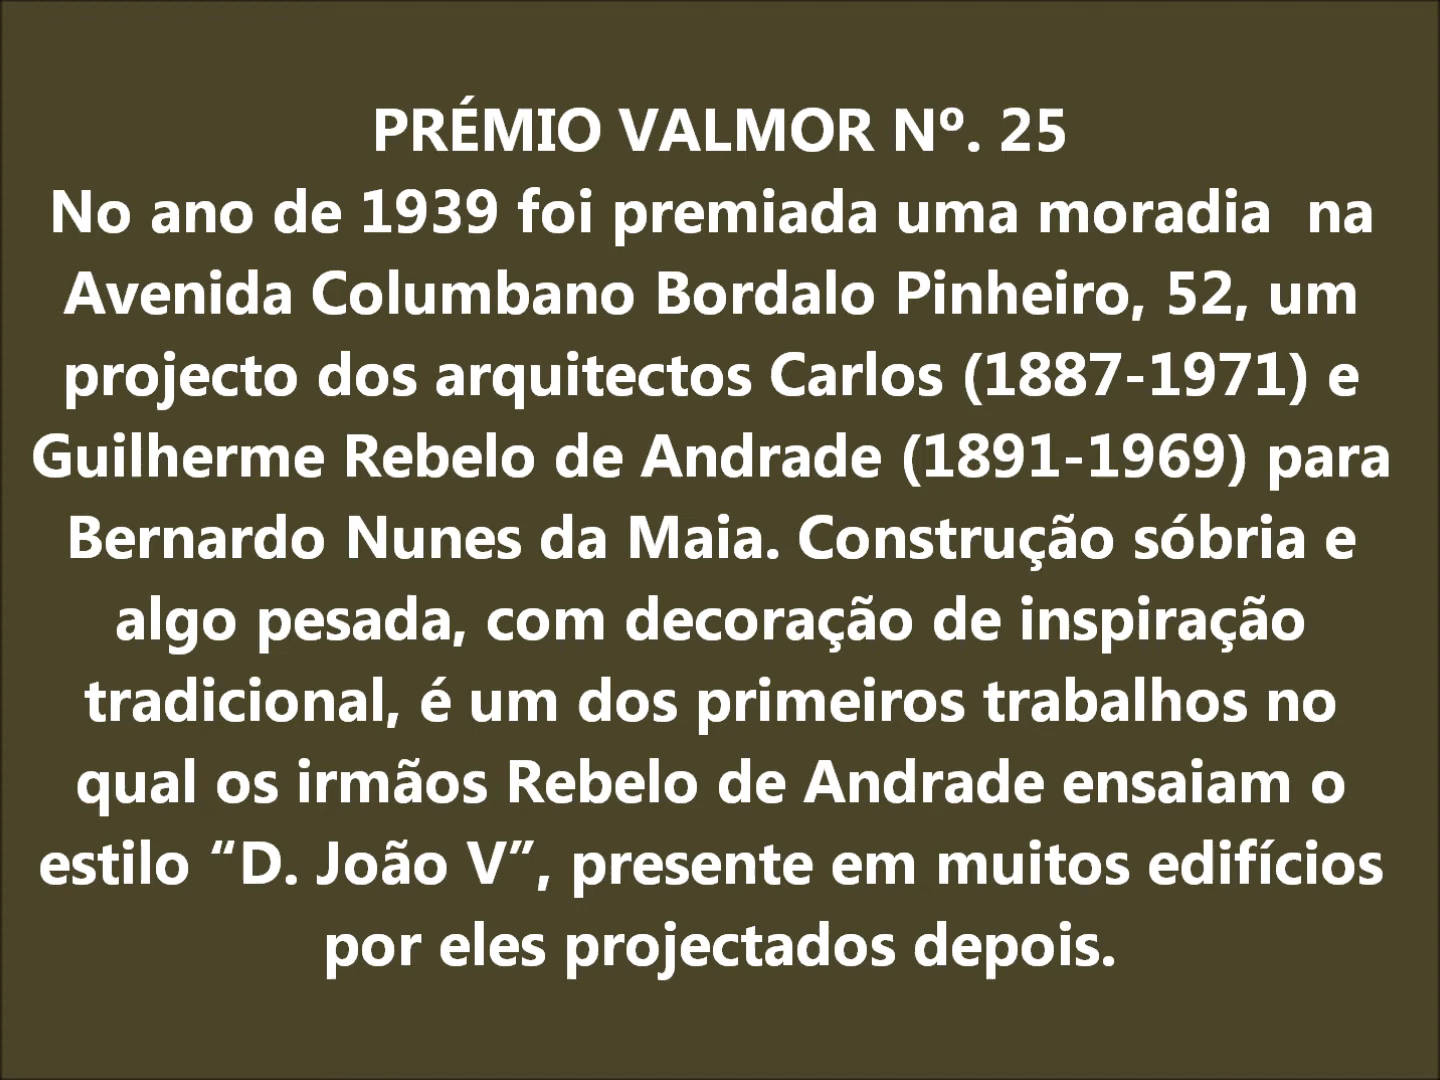 PRÉMIO VALMOR Nº. 25
No ano de 1939 foi premiada uma moradia  na
Avenida Columbano Bordalo Pinheiro, 52, um
projecto dos arquitectos Carlos (1887-1971) e
Guilherme Rebelo de Andrade (1891-1969) para
Bernardo Nunes da Maia. Construção sóbria e
algo pesada, com decoração de inspiração
tradicional, é um dos primeiros trabalhos no
qual os irmãos Rebelo de Andrade ensaiam o
estilo “D. João V”, presente em muitos edifícios
por eles projectados depois.